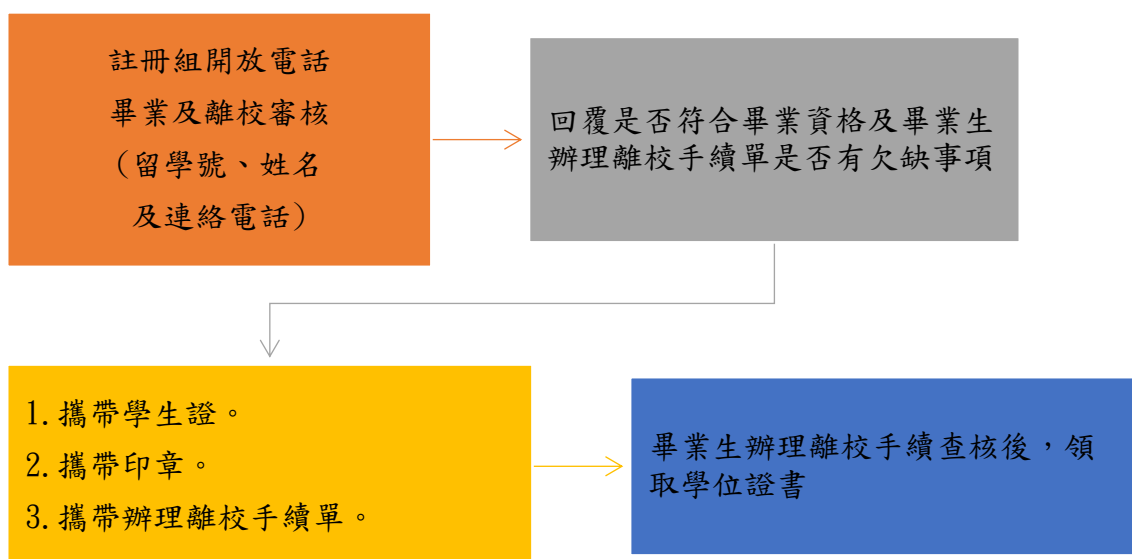 註冊組開放電話
畢業及離校審核
(留學號、姓名
及連絡電話)
回覆是否符合畢業資格及畢業生
辦理離校手續單是否有欠缺事項
1.攜帶學生證。
2.攜帶印章。
3.攜帶辦理離校手續單。
畢業生辦理離校手續查核後，領
取學位證書